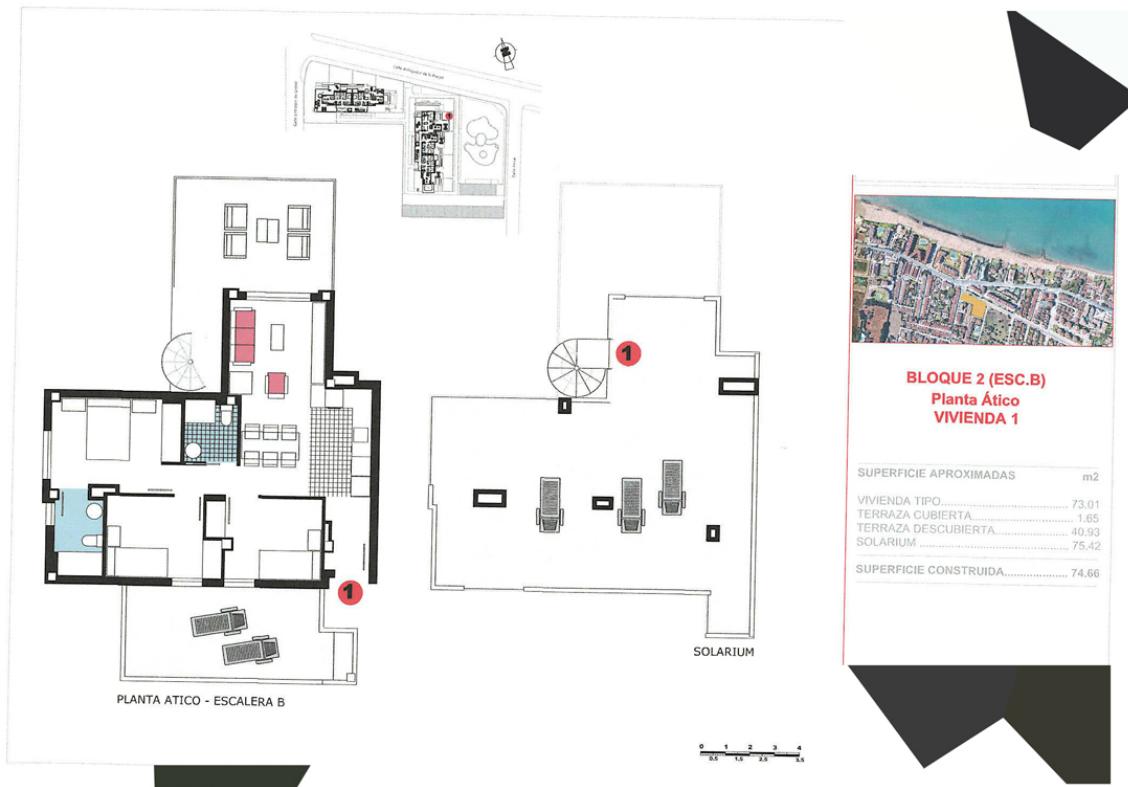 1
PLANTA ATICO - ESCALERA B
1
SOLARIUM
0 1 2 3 4
0.5 1.5 2.5 3.5
BLOQUE 2 (ESC.B)
Planta Ático
VIVIENDA 1
SUPERFICIE APROXIMADAS m2
VIVIENDA TIPO 73.01
TERRAZA CUBIERTA 1.65
TERRAZA DESCUBIERTA 40.93
SOLARIUM 75.42
SUPERFICIE CONSTRUIDA 74.66